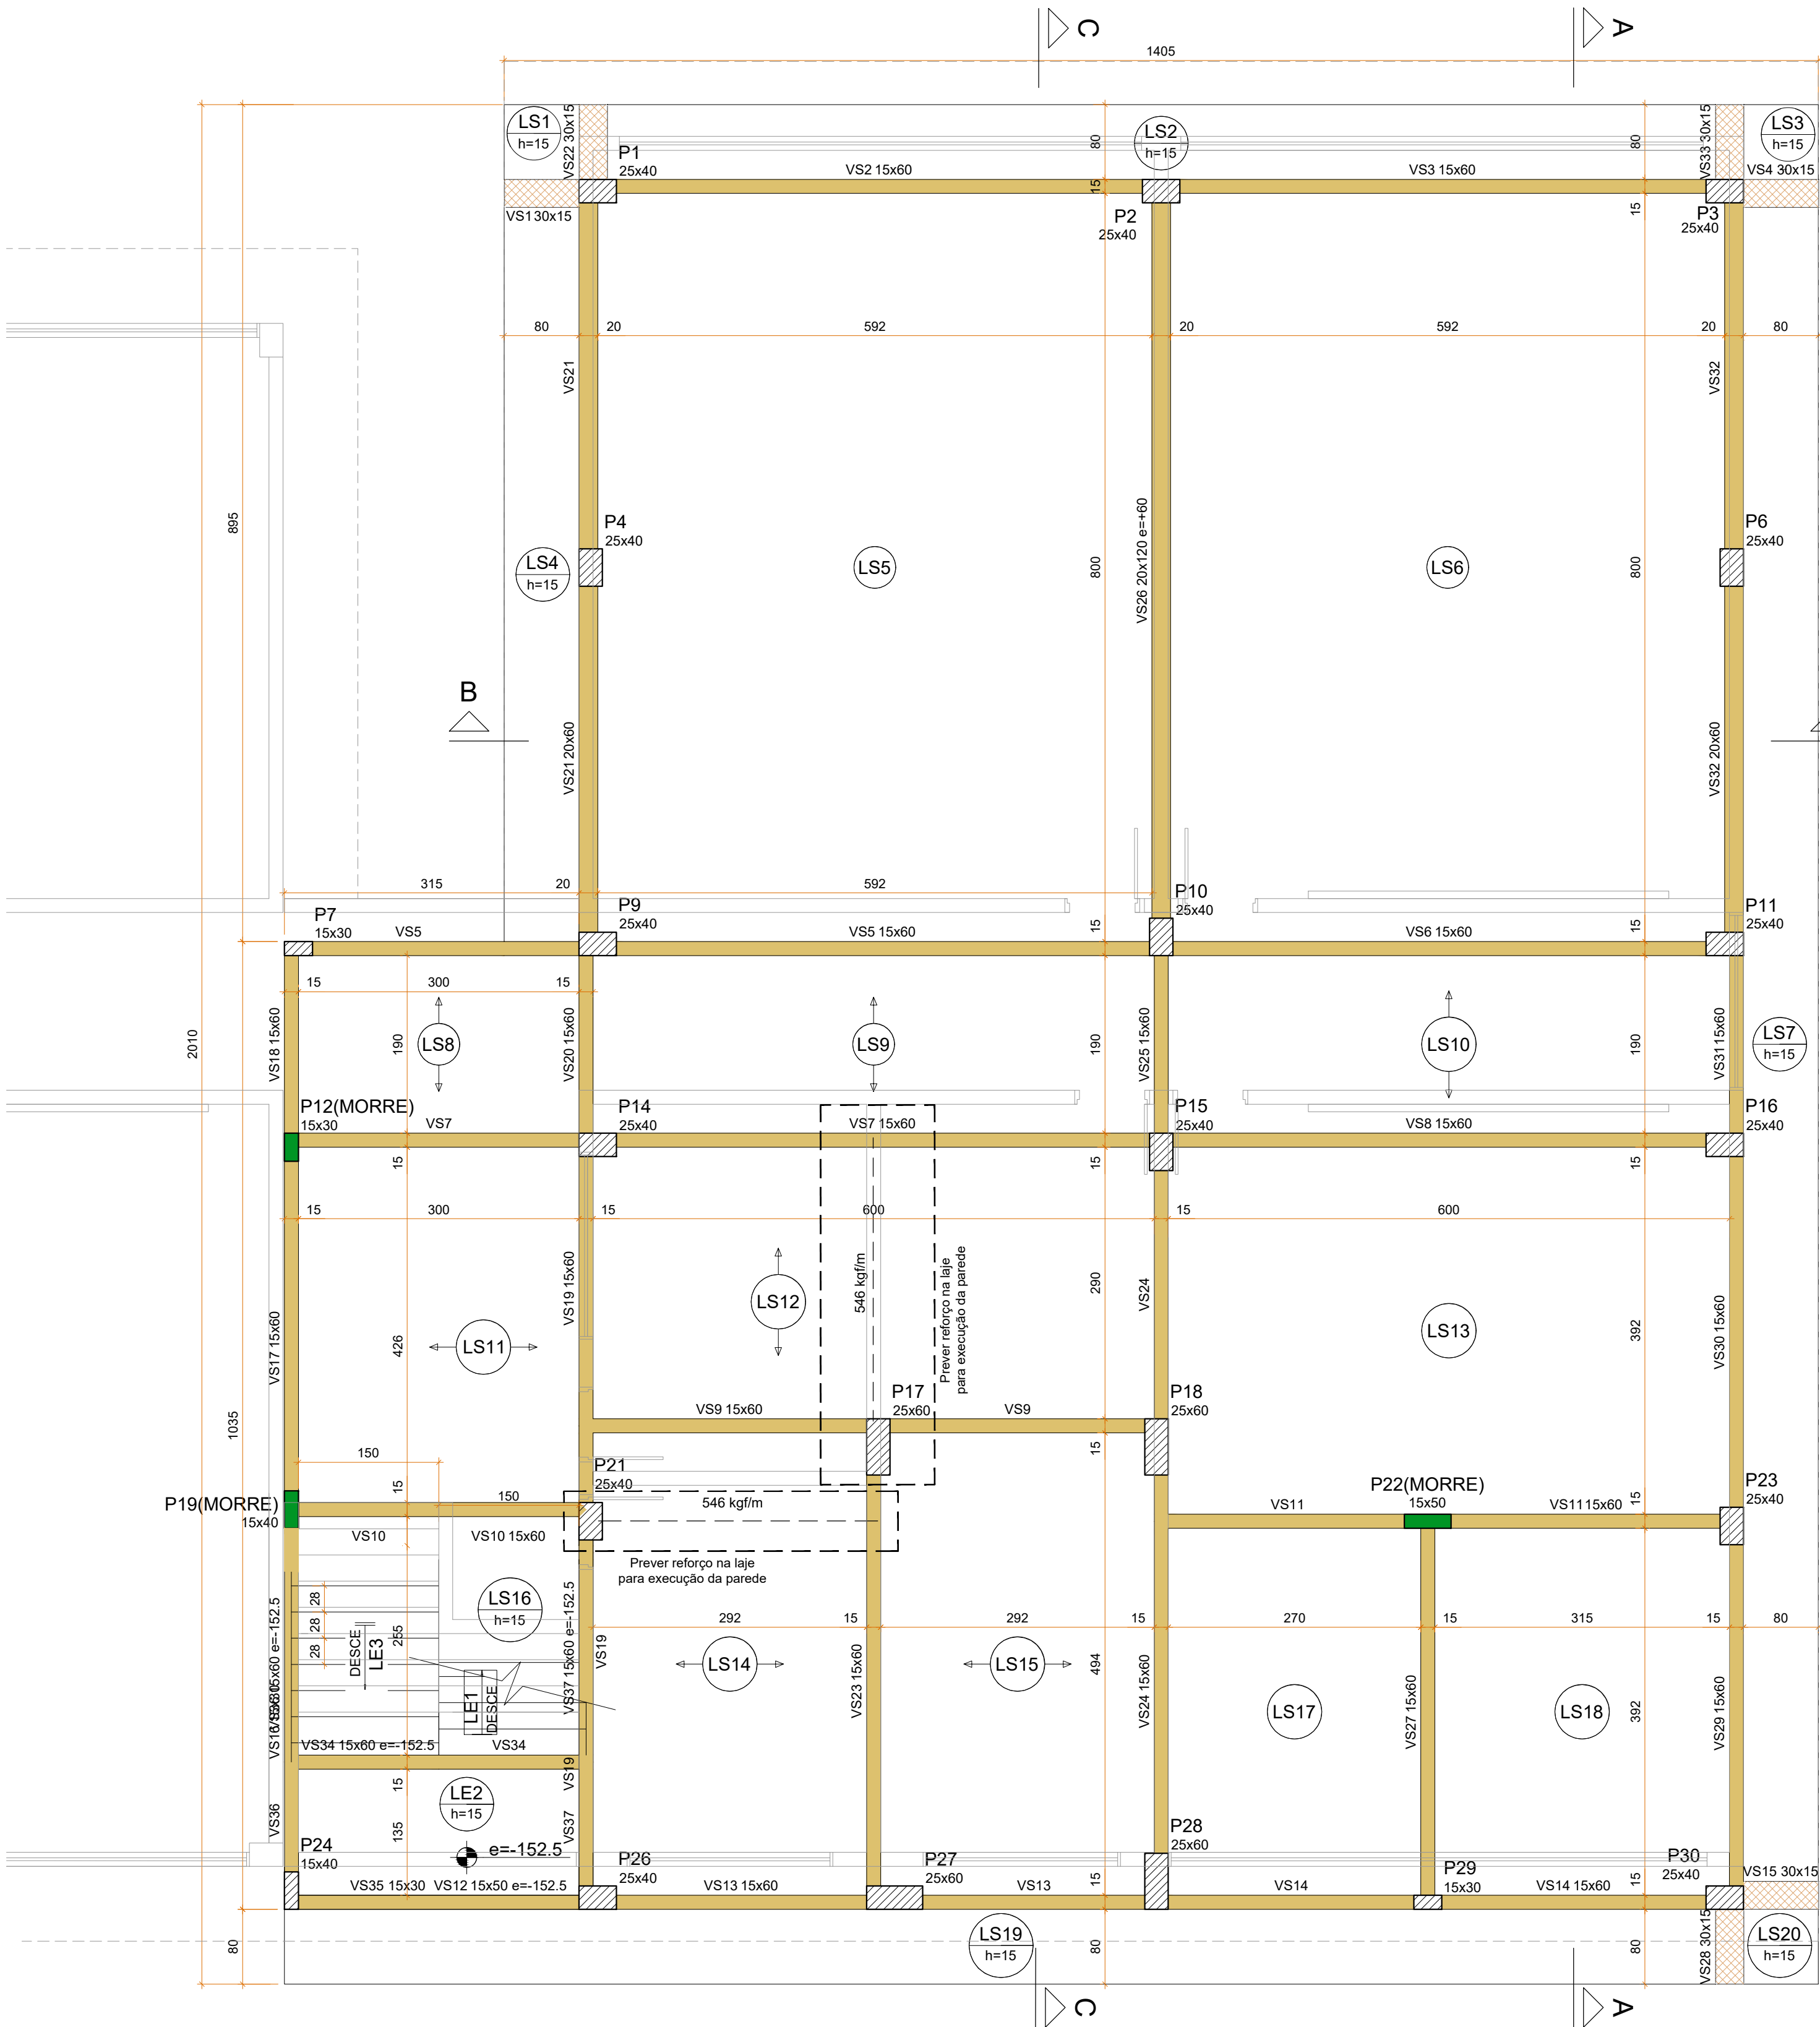 C
A
1405
LS1
h=15
VS22 30x15
P1
25x40
80
LS2
h=15
80
VS33 30x15
LS3
h=15
VS2 15x60
VS3 15x60
VS4 30x15
VS1 30x15
15
P2
25x40
15
P3
25x40
80
20
592
20
592
20
80
VS21
VS32
895
P4
25x40
LS4
h=15
LS5
VS26 20x120 e=+60
800
LS6
800
P6
25x40
B
VS21 20x60
VS32 20x60
315
20
592
P7
15x30
VS5
P9
25x40
VS5 15x60
15
P10
25x40
VS6 15x60
15
P11
25x40
15
300
15
2010
VS18 15x60
190
LS8
VS20 15x60
LS9
190
VS25 15x60
LS10
190
VS31 15x60
LS7
h=15
P12(MORRE)
15x30
VS7
P14
25x40
VS7 15x60
P15
25x40
VS8 15x60
P16
25x40
15
15
15
15
300
15
600
15
600
1035
VS17 15x60
426
LS11
VS19 15x60
LS12
546 kgf/m
Prever reforço na laje
para execução da parede
290
VS24
LS13
392
VS30 15x60
VS9 15x60
P17
25x60
VS9
P18
25x60
15
150
15
P21
25x40
P19(MORRE)
15x40
150
546 kgf/m
VS11
P22(MORRE)
15x50
VS11 15x60
15
P23
25x40
VS10
VS10 15x60
Prever reforço na laje
para execução da parede
28
28
28
255
DESCE
LE3
LS16
h=15
LE1
DESCE
VS37 15x60 e=-152.5
VS19
292
15
292
15
270
15
315
15
80
LS14
VS23 15x60
LS15
494
VS24 15x60
LS17
VS27 15x60
LS18
392
VS29 15x60
VS34 15x60 e=-152.5
VS34
VS19
15
LE2
h=15
VS36
135
VS37
e=-152.5
P24
15x40
P26
25x40
P27
25x60
P28
25x60
P29
15x30
P30
25x40
VS15 30x15
VS35 15x30
VS12 15x50 e=-152.5
VS13 15x60
VS13
15
VS14
VS14 15x60
15
80
LS19
h=15
80
80
VS28 30x15
LS20
h=15
C
A